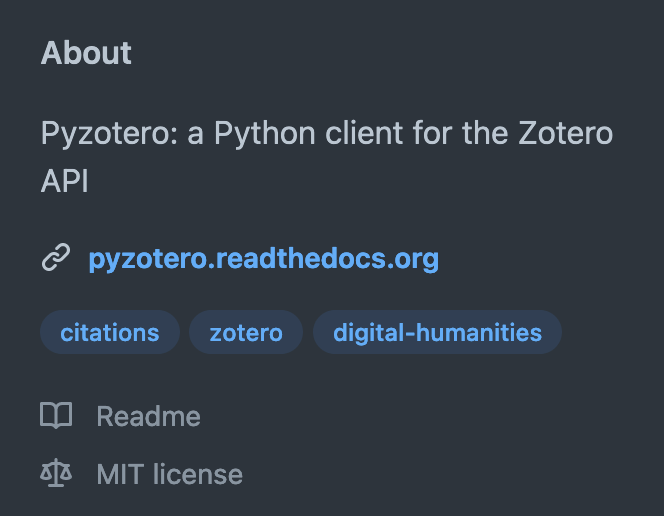 About
Pyzotero: a Python client for the Zotero
API
pyzotero.readthedocs.org
citations zotero digital-humanities
Readme
MIT license